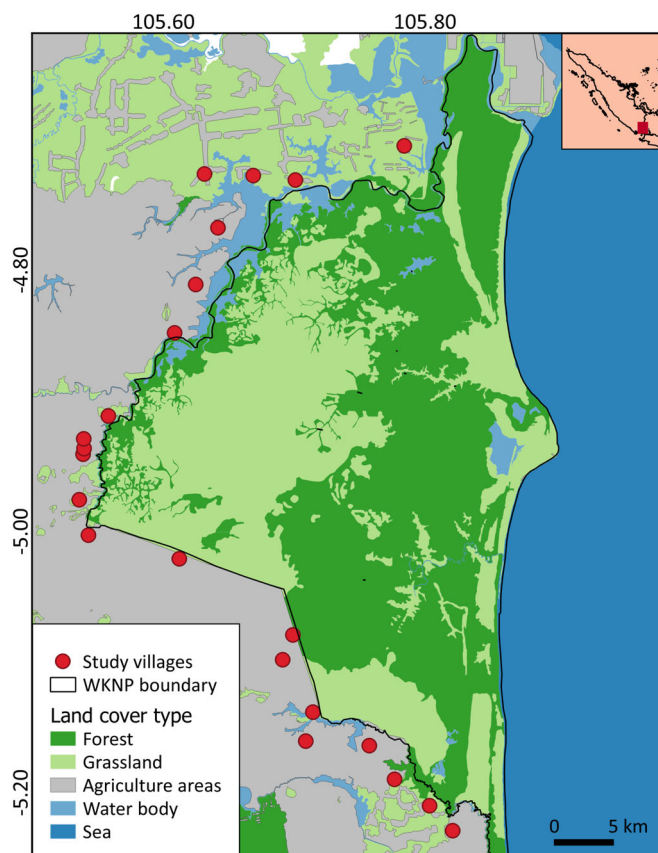 105.60 105.80
-4.80
-5.00
-5.20
Study villages
WKNP boundary
Land cover type
Forest
Grassland
Agriculture areas
Water body
Sea
0 5 km